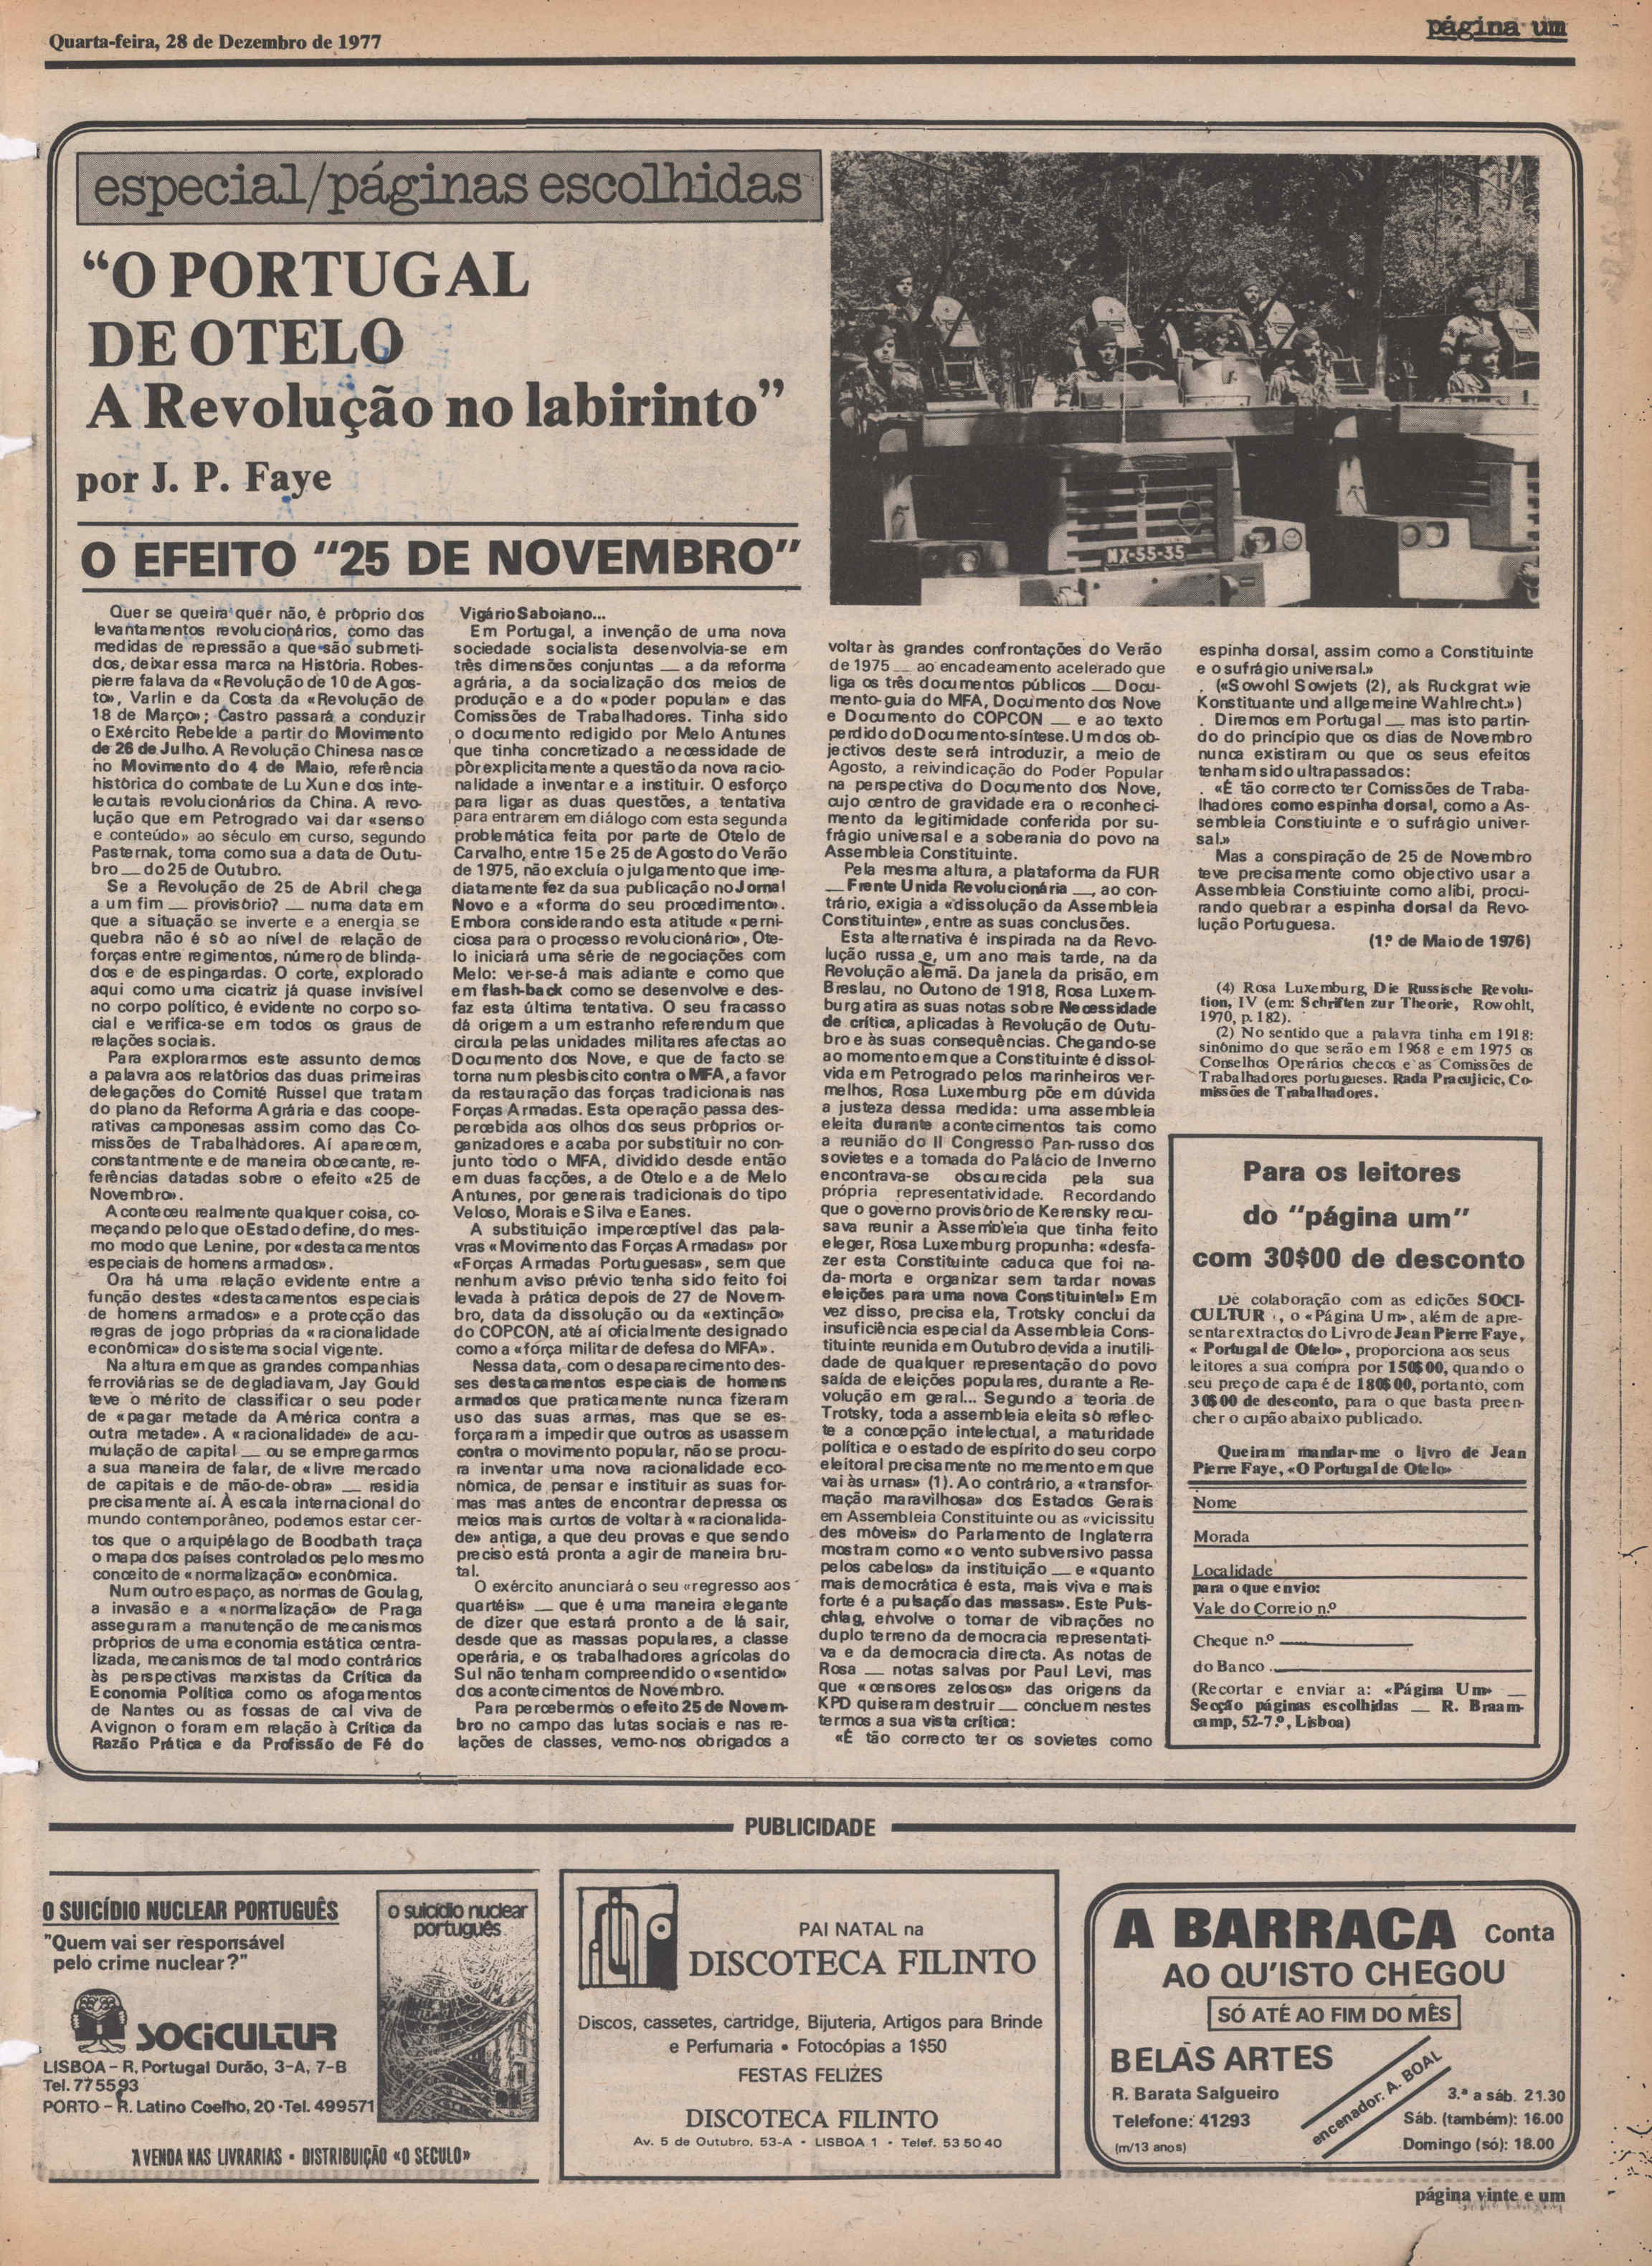 Quarta-feira, 28 de Dezembro de 1977
página um
especial/páginas escolhidas
“O PORTUGAL
DE OTELO
A Revolução no labirinto”
por J. P. Faye
O EFEITO “25 DE NOVEMBRO”
MX-55-35
Quer se queira quer não, é próprio dos
levantamentos revolucionários, como das
medidas de repressão a que são submeti-
dos, deixar essa marca na História. Robes-
pierre falava da «Revolução de 10 de Agos-
to», Varlin e da Costa da «Revolução de
18 de Março»; Castro passará a conduzir
o Exército Rebelde a partir do Movimento
de 26 de Julho. A Revolução Chinesa nasce
no Movimento do 4 de Maio, referência
histórica do combate de Lu Xun e dos inte-
lecutais revolucionários da China. A revo-
lução que em Petrogrado vai dar «senso
e conteúdo» ao século em curso, segundo
Pasternak, toma como sua a data de Outu-
bro — do 25 de Outubro.
Se a Revolução de 25 de Abril chega
a um fim — provisório? — numa data em
que a situação se inverte e a energia se
quebra não é só ao nível de relação de
forças entre regimentos, número de blinda-
dos e de espingardas. O corte, explorado
aqui como uma cicatriz já quase invisível
no corpo político, é evidente no corpo so-
cial e verifica-se em todos os graus de
relações sociais.
Para explorarmos este assunto demos
a palavra aos relatórios das duas primeiras
delegações do Comité Russel que tratam
do plano da Reforma Agrária e das coope-
rativas camponesas assim como das Co-
missões de Trabalhádores. Aí aparecem,
constantmente e de maneira obcecante, re-
ferências datadas sobre o efeito «25 de
Novembro».
Aconteceu realmente qualquer coisa, co-
meçando pelo que o Estado define, do mes-
mo modo que Lenine, por «destacamentos
especiais de homens armados».
Ora há uma relação evidente entre a
função destes «destacamentos especiais
de homens armados» e a protecção das
regras de jogo próprias da «racionalidade
económica» do sistema social vigente.
Na altura em que as grandes companhias
ferroviárias se degladiavam, Jay Gould
teve o mérito de classificar o seu poder
de «pagar metade da América contra a
outra metade». A «racionalidade» de acu-
mulação de capital — ou se empregarmos
a sua maneira de falar, de «livre mercado
de capitais e de mão-de-obra» — residia
precisamente aí. À escala internacional do
mundo contemporâneo, podemos estar cer-
tos que o arquipélago de Boodbath traça
o mapa dos países controlados pelo mesmo
conceito de «normalização» económica.
Num outro espaço, as normas de Goulag,
a invasão e a «normalização» de Praga
asseguram a manutenção de mecanismos
próprios de uma economia estática centra-
lizada, mecanismos de tal modo contrários
às perspectivas marxistas da Crítica da
Economia Política como os afogamentos
de Nantes ou as fossas de cal viva de
Avignon o foram em relação à Crítica da
Razão Prática e da Profissão de Fé do
Vigário Saboiano...
Em Portugal, a invenção de uma nova
sociedade socialista desenvolvia-se em
três dimensões conjuntas — a da reforma
agrária, a da socialização dos meios de
produção e a do «poder popular» e das
Comissões de Trabalhadores. Tinha sido
o documento redigido por Melo Antunes
que tinha concretizado a necessidade de
pôr explicitamente a questão da nova racio-
nalidade a inventar e a instituir. O esforço
para ligar as duas questões, a tentativa
para entrarem em diálogo com esta segunda
problemática feita por parte de Otelo de
Carvalho, entre 15 e 25 de Agosto do Verão
de 1975, não excluía o julgamento que ime-
diatamente fez da sua publicação no Jornal
Novo e a «forma do seu procedimento».
Embora considerando esta atitude «perni-
ciosa para o processo revolucionário», Ote-
lo iniciará uma série de negociações com
Melo: ver-se-á mais adiante e como que
em flash-back como se desenvolve e des-
faz esta última tentativa. O seu fracasso
dá origem a um estranho referendum que
circula pelas unidades militares afectas ao
Documento dos Nove, e que de facto se
torna num plesbiscito contra o MFA, a favor
da restauração das forças tradicionais nas
Forças Armadas. Esta operação passa des-
percebida aos olhos dos seus próprios or-
ganizadores e acaba por substituir no con-
junto todo o MFA, dividido desde então
em duas facções, a de Otelo e a de Melo
Antunes, por generais tradicionais do tipo
Veloso, Morais e Silva e Eanes.
A substituição imperceptível das pala-
vras «Movimento das Forças Armadas» por
«Forças Armadas Portuguesas», sem que
nenhum aviso prévio tenha sido feito foi
levada à prática depois de 27 de Novem-
bro, data da dissolução ou da «extinção»
do COPCON, até aí oficialmente designado
como a «força militar de defesa do MFA».
Nessa data, com o desaparecimento des-
ses destacamentos especiais de homens
armados que praticamente nunca fizeram
uso das suas armas, mas que se es-
forçaram a impedir que outros as usassem
contra o movimento popular, não se procu-
ra inventar uma nova racionalidade eco-
nómica, de pensar e instituir as suas for-
mas mas antes de encontrar depressa os
meios mais curtos de voltar à «racionalida-
de» antiga, a que deu provas e que sendo
preciso está pronta a agir de maneira bru-
tal.
O exército anunciará o seu «regresso aos
quartéis» — que é uma maneira elegante
de dizer que estará pronto a de lá sair,
desde que as massas populares, a classe
operária, e os trabalhadores agrícolas do
Sul não tenham compreendido o «sentido»
dos acontecimentos de Novembro.
Para percebermos o efeito 25 de Novem-
bro no campo das lutas sociais e nas re-
lações de classes, vemo-nos obrigados a
voltar às grandes confrontações do Verão
de 1975 — ao encadeamento acelerado que
liga os três documentos públicos — Docu-
mento-guia do MFA, Documento dos Nove
e Documento do COPCON — e ao texto
perdido do Documento-síntese. Um dos ob-
jectivos deste será introduzir, a meio de
Agosto, a reivindicação do Poder Popular
na perspectiva do Documento dos Nove,
cujo centro de gravidade era o reconheci-
mento da legitimidade conferida por su-
frágio universal e a soberania do povo na
Assembleia Constituinte.
Pela mesma altura, a plataforma da FUR
— Frente Unida Revolucionária —, ao con-
trário, exigia a «dissolução da Assembleia
Constituinte», entre as suas conclusões.
Esta alternativa é inspirada na da Revo-
lução russa e, um ano mais tarde, na da
Revolução alemã. Da janela da prisão, em
Breslau, no Outono de 1918, Rosa Luxem-
burg atira as suas notas sobre Necessidade
de crítica, aplicadas à Revolução de Outu-
bro e às suas consequências. Chegando-se
ao momento em que a Constituinte é dissol-
vida em Petrogrado pelos marinheiros ver-
melhos, Rosa Luxemburg põe em dúvida
a justeza dessa medida: uma assembleia
eleita durante acontecimentos tais como
a reunião do II Congresso Pan-russo dos
sovietes e a tomada do Palácio de Inverno
encontrava-se obscurecida pela sua
própria representatividade. Recordando
que o governo provisório de Kerensky recu-
sava reunir a Assembleia que tinha feito
eleger, Rosa Luxemburg propunha: «desfa-
zer esta Constituinte caduca que foi na-
da-morta e organizar sem tardar novas
eleições para uma nova Constituinte!» Em
vez disso, precisa ela, Trotsky conclui da
insuficiência especial da Assembleia Cons-
tituinte reunida em Outubro devida a inutili-
dade de qualquer representação do povo
saída de eleições populares, durante a Re-
volução em geral... Segundo a teoria de
Trotsky, toda a assembleia eleita só reflec-
te a concepção intelectual, a maturidade
política e o estado de espírito do seu corpo
eleitoral precisamente no memento em que
vai às urnas» (1). Ao contrário, a «transfor-
mação maravilhosa» dos Estados Gerais
em Assembleia Constituinte ou as «vicissitu
des móveis» do Parlamento de Inglaterra
mostram como «o vento subversivo passa
pelos cabelos» da instituição — e «quanto
mais democrática é esta, mais viva e mais
forte é a pulsação das massas». Este Puls-
chlag, envolve o tomar de vibrações no
duplo terreno da democracia representati-
va e da democracia directa. As notas de
Rosa — notas salvas por Paul Levi, mas
que «censores zelosos» das origens da
KPD quiseram destruir — concluem nestes
termos a sua vista crítica:
«É tão correcto ter os sovietes como
espinha dorsal, assim como a Constituinte
e o sufrágio universal.»
(«Sowohl Sowjets (2), als Ruckgrat wie
Konstituante und allgemeine Wahlrecht.»)
Diremos em Portugal — mas isto partin-
do do princípio que os dias de Novembro
nunca existiram ou que os seus efeitos
tenham sido ultrapassados:
«É tão correcto ter Comissões de Traba-
lhadores como espinha dorsal, como a As-
sembleia Constiuinte e o sufrágio univer-
sal.»
Mas a conspiração de 25 de Novembro
teve precisamente como objectivo usar a
Assembleia Constiuinte como alibi, procu-
rando quebrar a espinha dorsal da Revo-
lução Portuguesa.
(1.º de Maio de 1976)
(4) Rosa Luxemburg, Die Russische Revolu-
tion, IV (em: Schriften zur Theorie, Rowohlt,
1970, p. 182).
(2) No sentido que a palavra tinha em 1918:
sinónimo do que serão em 1968 e em 1975 os
Conselhos Operários checos e as Comissões de
Trabalhadores portugueses. Rada Pracujicic, Co-
missões de Trabalhadores.
Para os leitores
do “página um”
com 30$00 de desconto
De colaboração com as edições SOCI-
CULTUR, o «Página Um», além de apre-
sentar extractos do Livro de Jean Pierre Faye,
«Portugal de Otelo», proporciona aos seus
leitores a sua compra por 150$00, quando o
seu preço de capa é de 180$00, portanto, com
30$00 de desconto, para o que basta preen-
cher o cupão abaixo publicado.
Queiram mandar-me o livro de Jean
Pierre Faye, «O Portugal de Otelo»
Nome
Morada
Localidade
para o que envio:
Vale do Correio n.º
Cheque n.º
do Banco
(Recortar e enviar a: «Página Um» —
Secção páginas escolhidas — R. Braam-
camp, 52-7.º, Lisboa)
PUBLICIDADE
O SUICÍDIO NUCLEAR PORTUGUÊS
"Quem vai ser responsável
pelo crime nuclear?"
o suicídio nuclear
português
SOCICULTUR
LISBOA – R. Portugal Durão, 3-A, 7-B
Tel. 775593
PORTO – R. Latino Coelho, 20 - Tel. 499571
À VENDA NAS LIVRARIAS • DISTRIBUIÇÃO «O SECULO»
PAI NATAL na
DISCOTECA FILINTO
Discos, cassetes, cartridge, Bijuteria, Artigos para Brinde
e Perfumaria • Fotocópias a 1$50
FESTAS FELIZES
DISCOTECA FILINTO
Av. 5 de Outubro, 53-A • LISBOA 1 • Telef. 53 50 40
A BARRACA Conta
AO QU'ISTO CHEGOU
SÓ ATÉ AO FIM DO MÊS
BELAS ARTES
R. Barata Salgueiro
Telefone: 41293
(m/13 anos)
encenador: A. BOAL
3.ª a sáb. 21.30
Sáb. (também): 16.00
Domingo (só): 18.00
página vinte e um